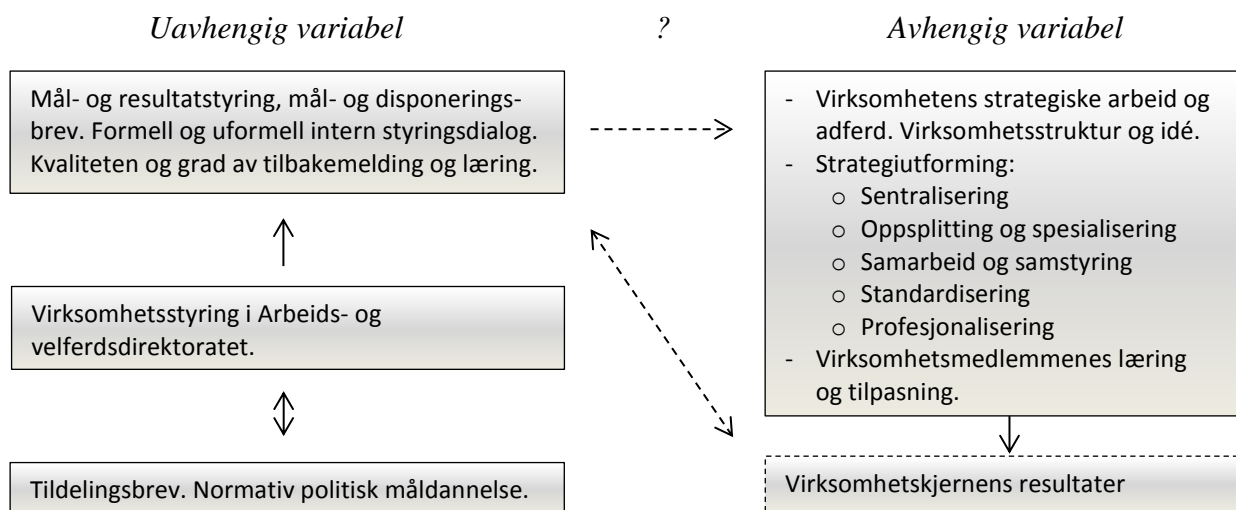 Uavhengig variabel
?
Avhengig variabel
Mål- og resultatstyring, mål- og disponerings-
brev. Formell og uformell intern styringsdialog.
Kvaliteten og grad av tilbakemelding og læring.
Virksomhetsstyring i Arbeids- og
velferdsdirektoratet.
Tildelingsbrev. Normativ politisk måldannelse.
- Virksomhetens strategiske arbeid og
adferd. Virksomhetsstruktur og idé.
- Strategiutforming:
o Sentralisering
o Oppsplitting og spesialisering
o Samarbeid og samstyring
o Standardisering
o Profesjonalisering
- Virksomhetsmedlemmenes læring
og tilpasning.
Virksomhetskjernens resultater